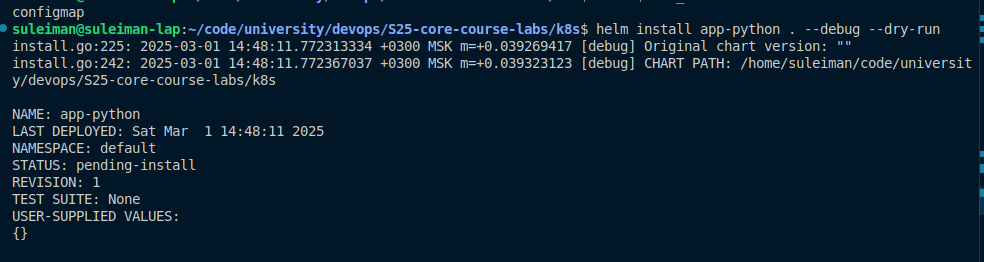 configmap
suleiman@suleiman-lap:~/code/university/devops/S25-core-course-labs/k8s$ helm install app-python . --debug --dry-run
install.go:225: 2025-03-01 14:48:11.772313334 +0300 MSK m=+0.039269417 [debug] Original chart version: ""
install.go:242: 2025-03-01 14:48:11.772367037 +0300 MSK m=+0.039323123 [debug] CHART PATH: /home/suleiman/code/universit
y/devops/S25-core-course-labs/k8s
NAME: app-python
LAST DEPLOYED: Sat Mar  1 14:48:11 2025
NAMESPACE: default
STATUS: pending-install
REVISION: 1
TEST SUITE: None
USER-SUPPLIED VALUES:
{}